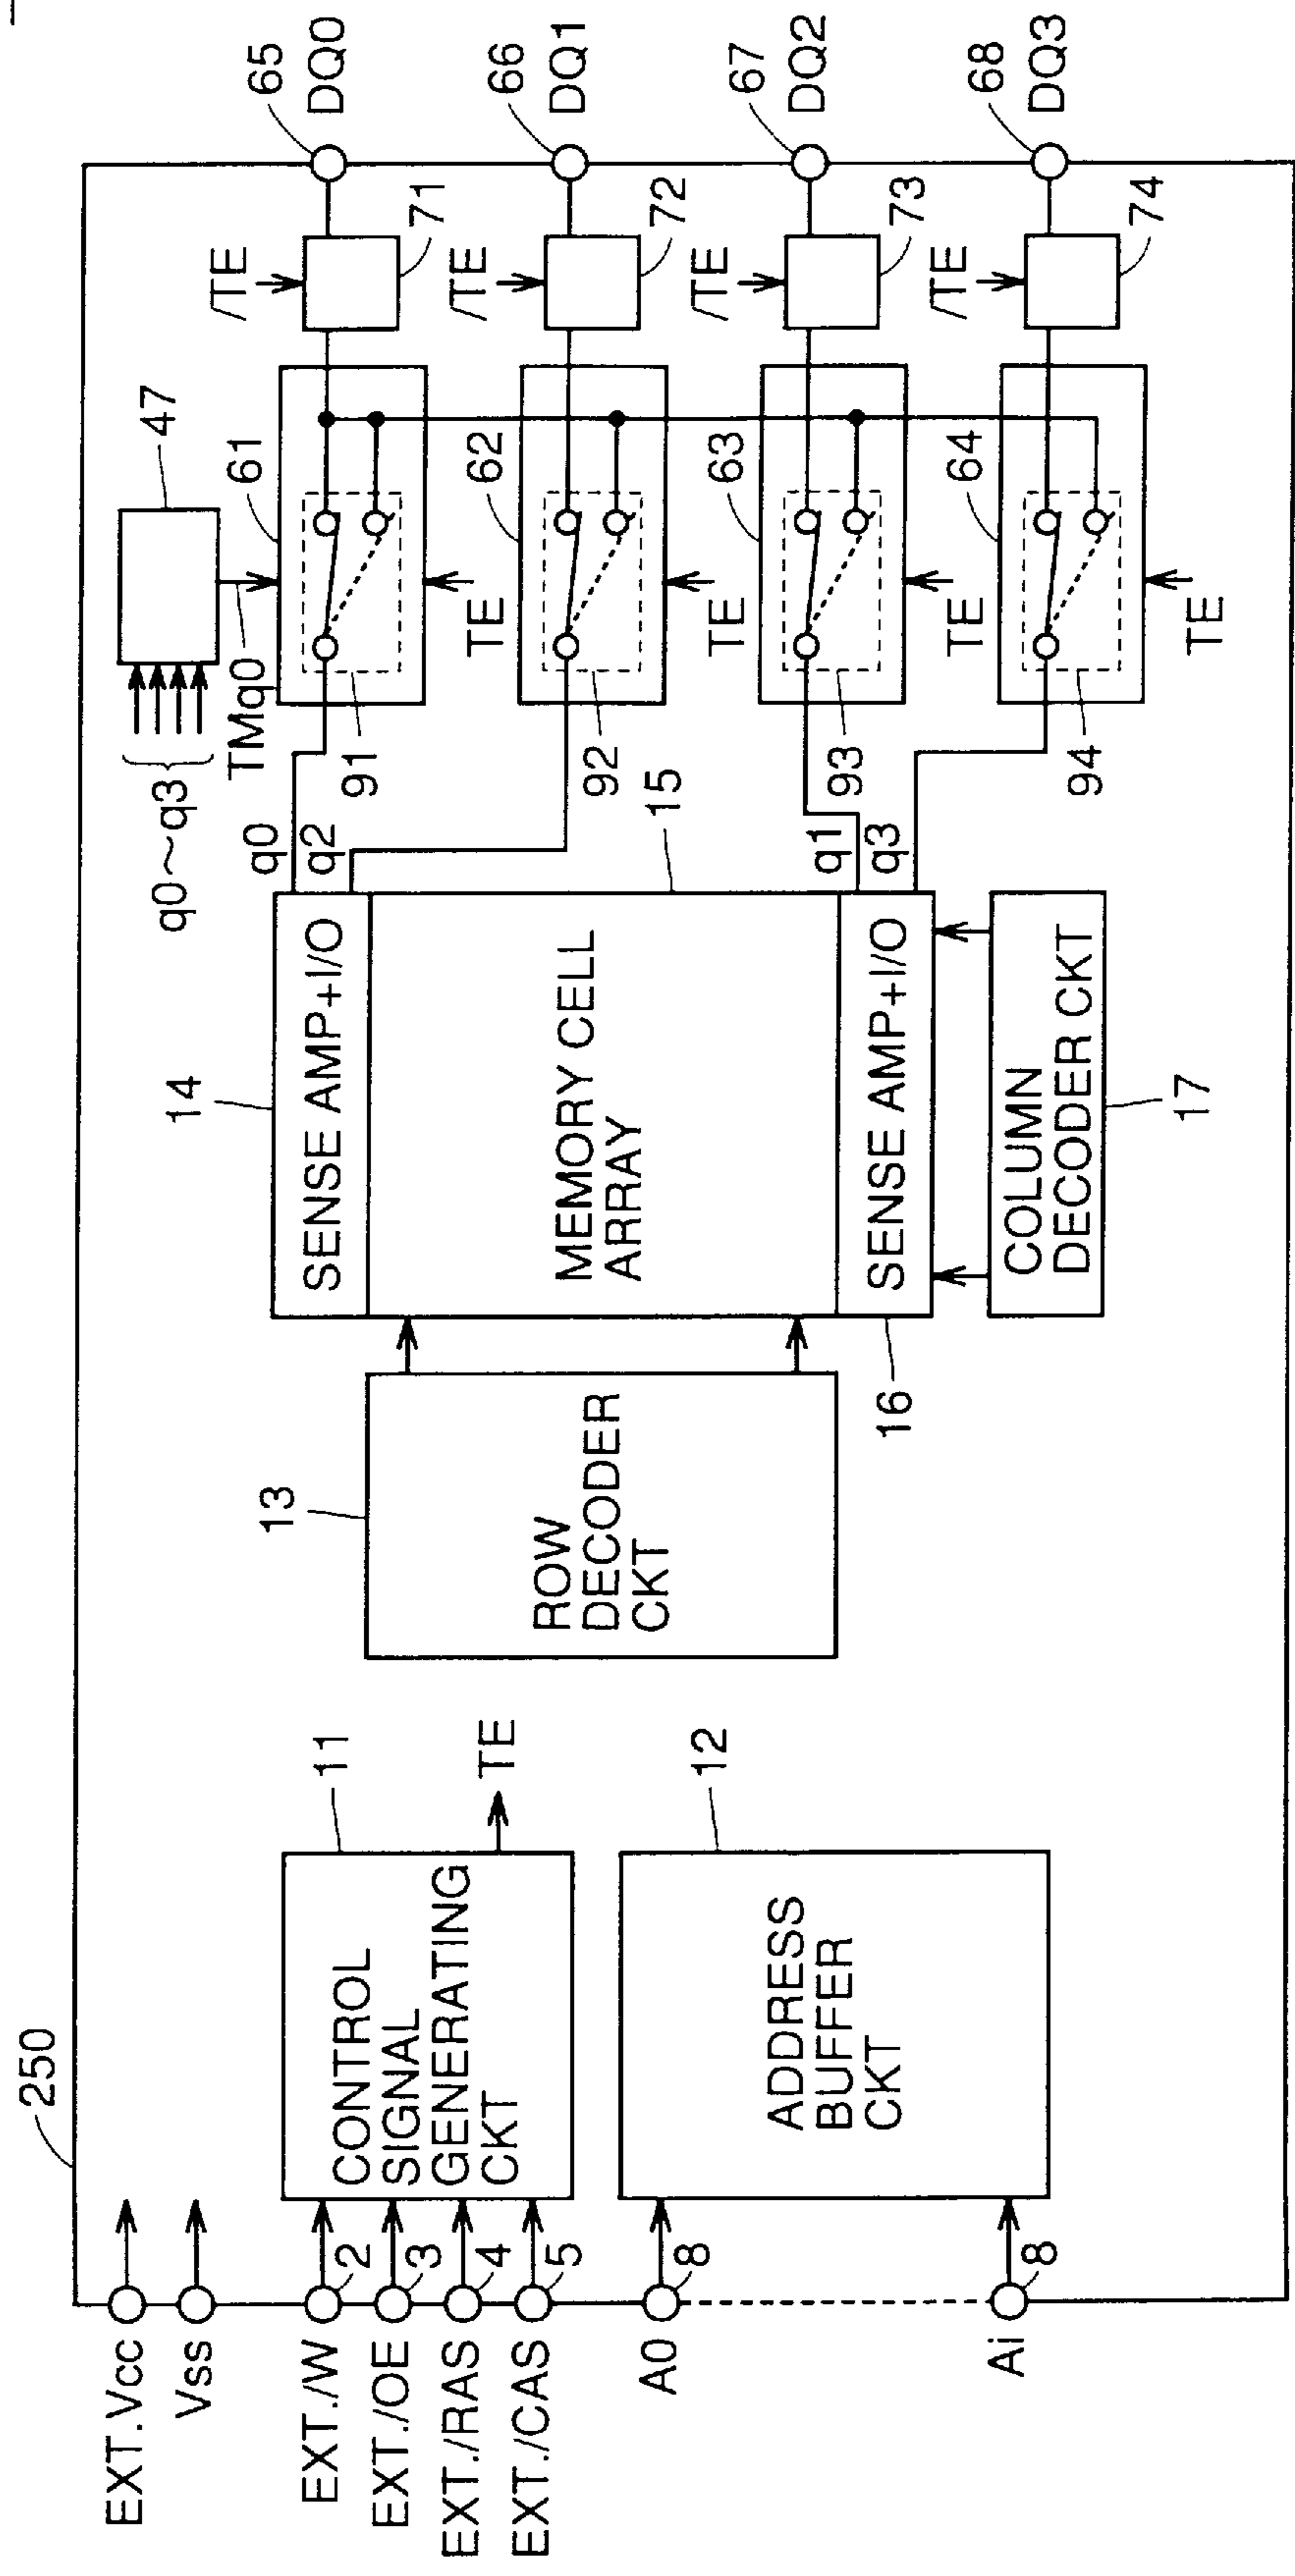 250
EXT.Vcc
Vss
EXT./W
2
EXT./OE
3
EXT./RAS
4
EXT./CAS
5
A0
8
Ai
8
11
CONTROL
SIGNAL
GENERATING
CKT
TE
12
ADDRESS
BUFFER
CKT
13
ROW
DECODER
CKT
14
SENSE AMP+I/O
MEMORY CELL
ARRAY
15
SENSE AMP+I/O
16
COLUMN
DECODER CKT
17
q0
q2
q1
q3
q0~q3
47
TMq0
61
91
TE
62
92
TE
63
93
TE
64
94
TE
/TE
71
/TE
72
/TE
73
/TE
74
65
DQ0
66
DQ1
67
DQ2
68
DQ3